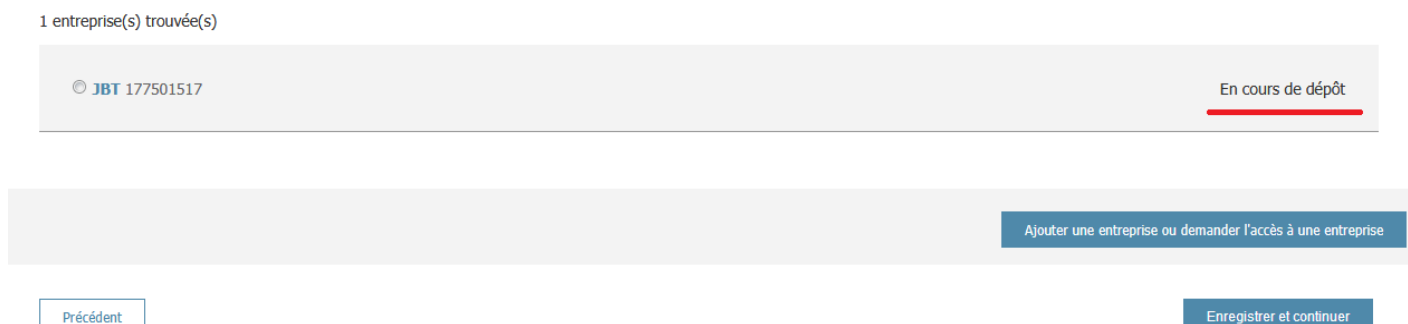 1 entreprise(s) trouvée(s)
JBT 177501517 En cours de dépôt
Ajouter une entreprise ou demander l'accès à une entreprise
Précédent Enregistrer et continuer